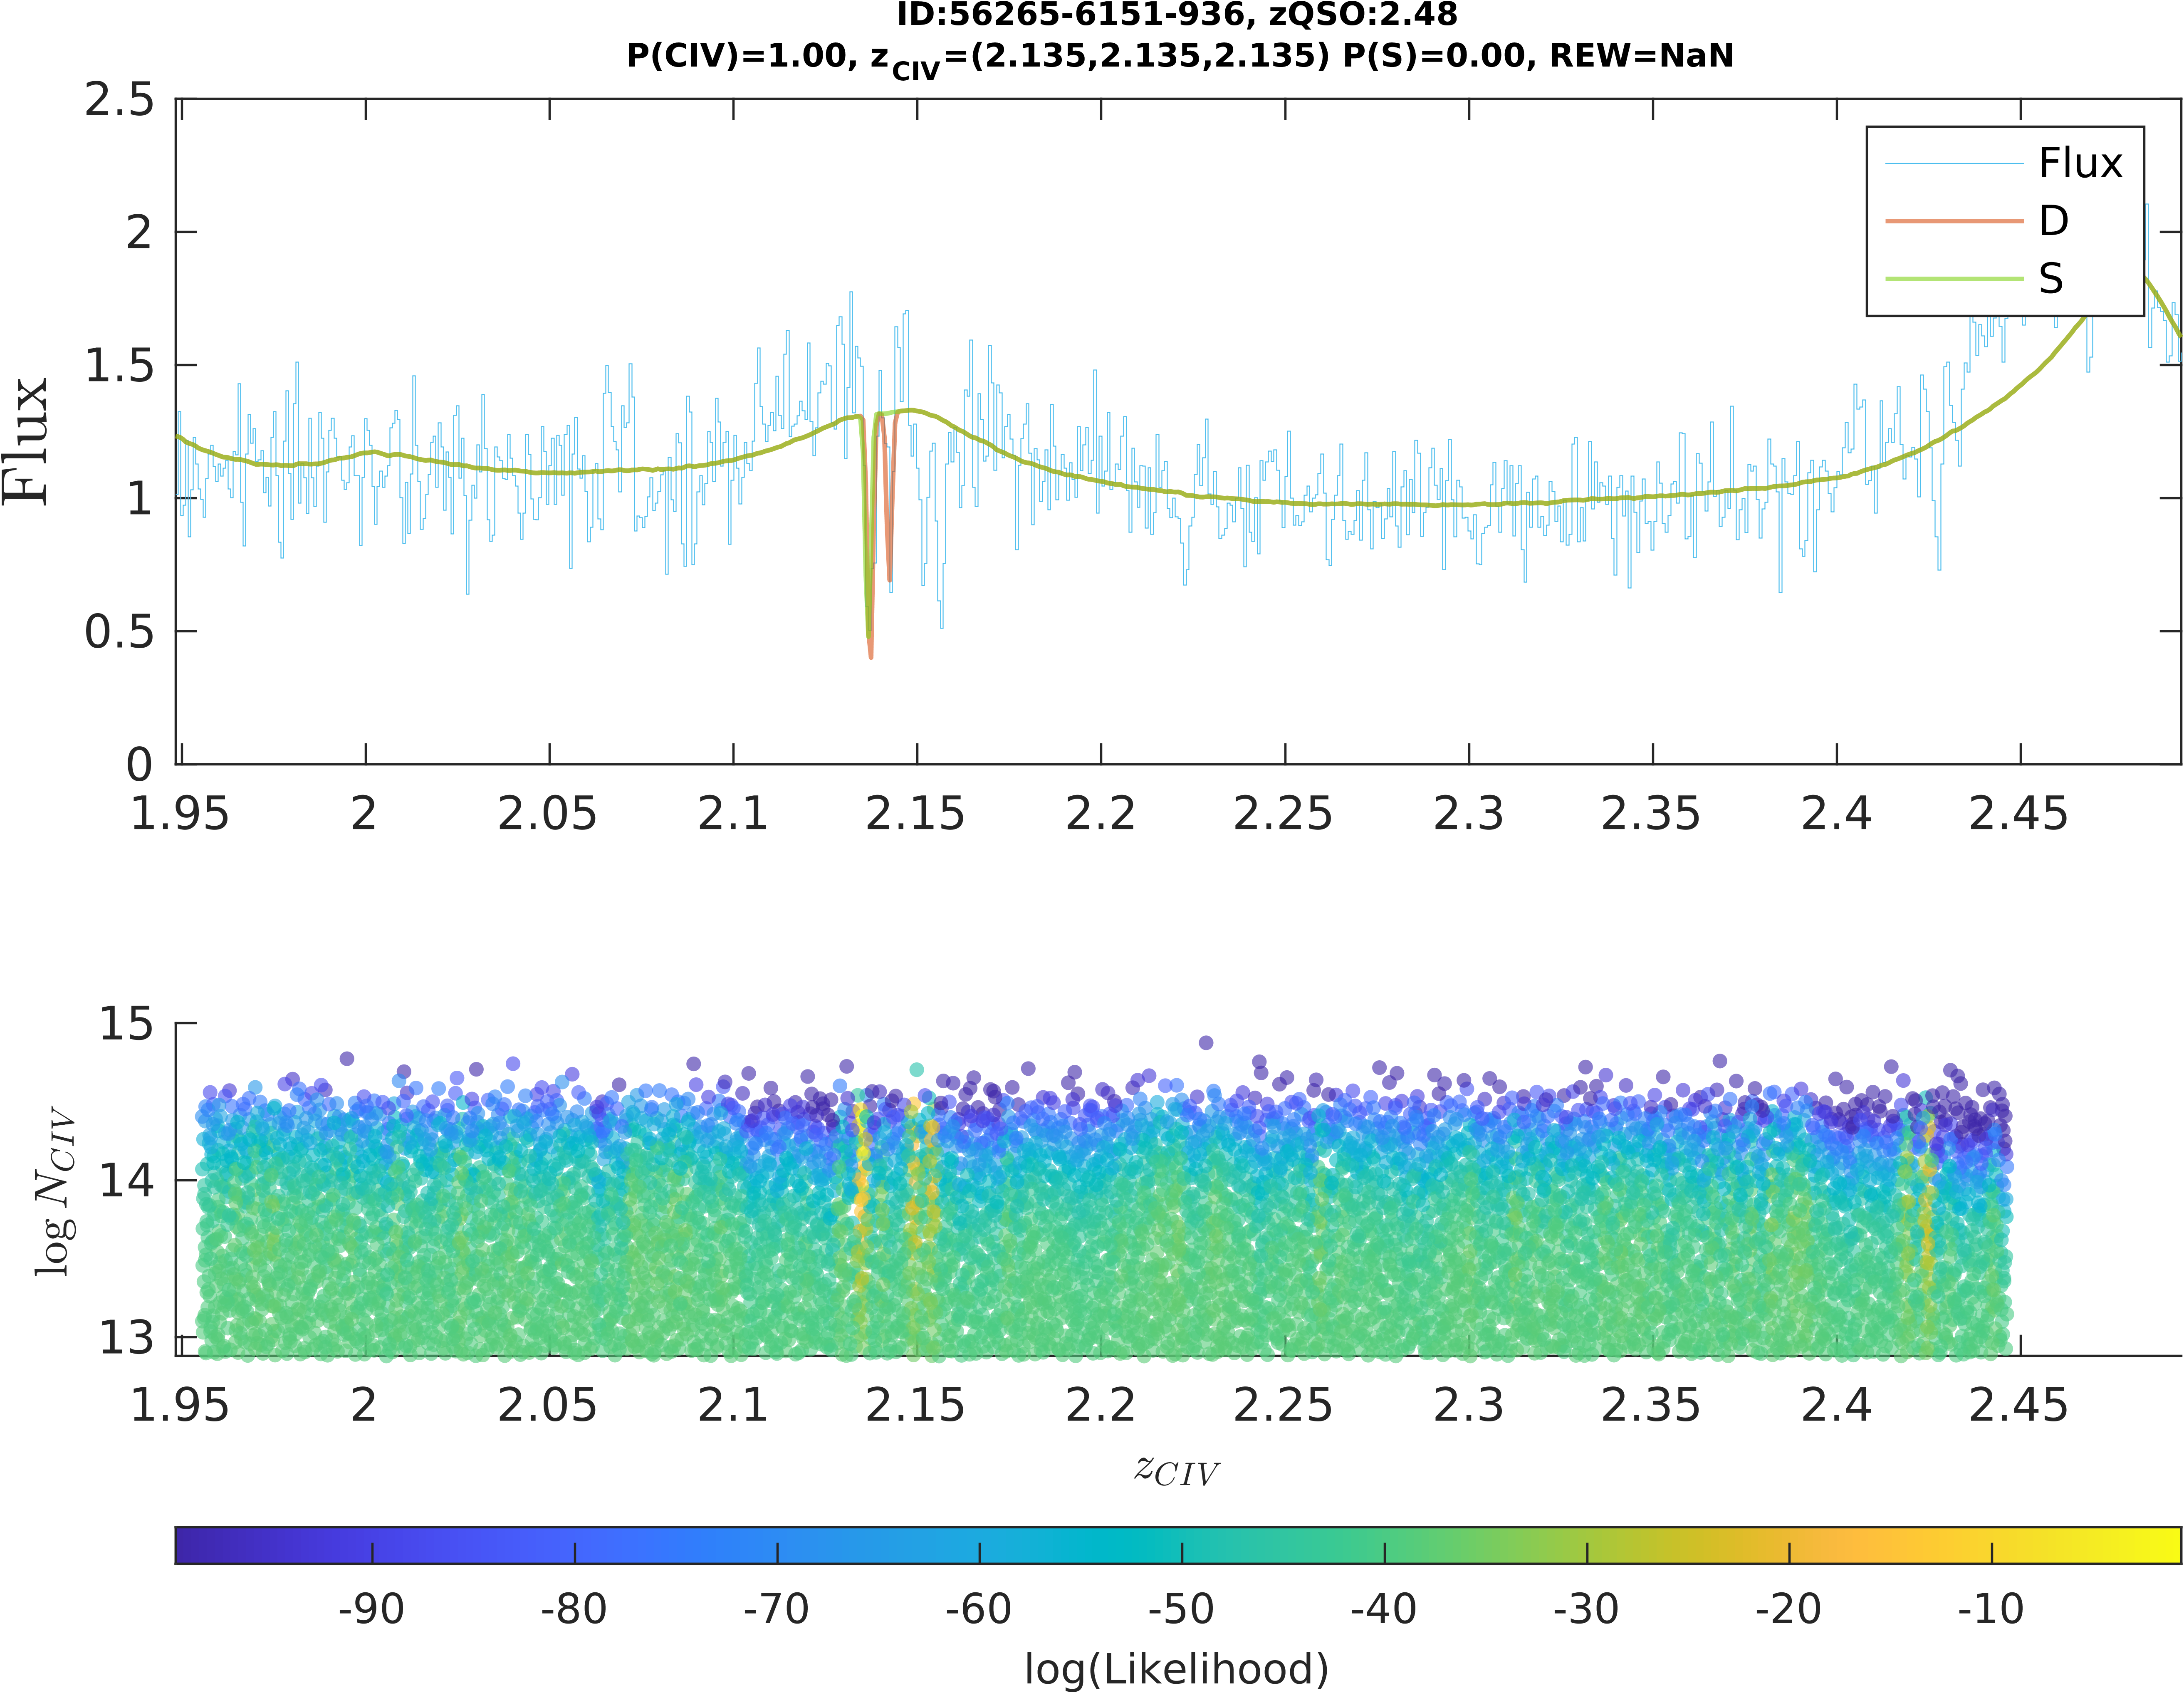 ID:56265-6151-936, zQSO:2.48
P(CIV)=1.00, zCIV=(2.135,2.135,2.135) P(S)=0.00, REW=NaN
2.5
2
1.5
1
0.5
0
Flux
Flux
D
S
1.95 2 2.05 2.1 2.15 2.2 2.25 2.3 2.35 2.4 2.45
15
14
13
log NCIV
1.95 2 2.05 2.1 2.15 2.2 2.25 2.3 2.35 2.4 2.45
zCIV
-90 -80 -70 -60 -50 -40 -30 -20 -10
log(Likelihood)